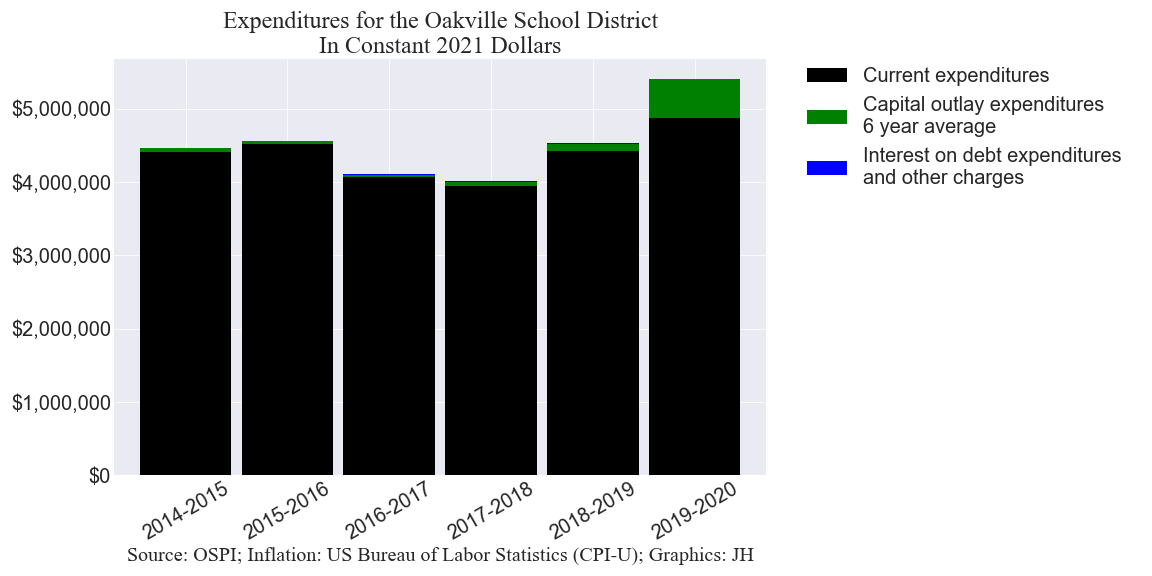 Expenditures for the Oakville School District
In Constant 2021 Dollars
Current expenditures
Capital outlay expenditures
6 year average
Interest on debt expenditures
and other charges
$5,000,000
$4,000,000
$3,000,000
$2,000,000
$1,000,000
$0
2014-2015
2015-2016
2016-2017
2017-2018
2018-2019
2019-2020
Source: OSPI; Inflation: US Bureau of Labor Statistics (CPI-U); Graphics: JH